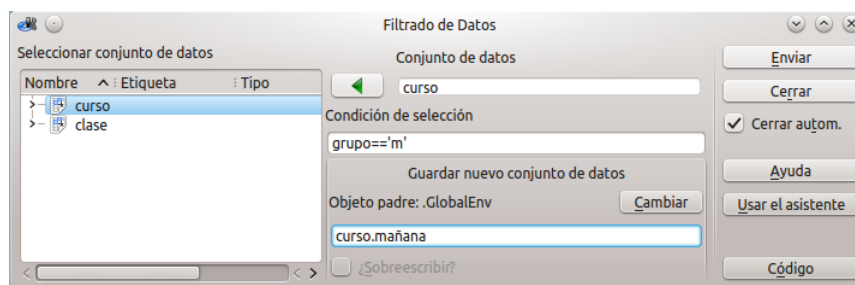 Filtrado de Datos
Seleccionar conjunto de datos
Nombre Etiqueta Tipo
curso
clase
Conjunto de datos
curso
Condición de selección
grupo=='m'
Guardar nuevo conjunto de datos
Objeto padre: .GlobalEnv Cambiar
curso.mañana
¿Sobreescribir?
Enviar
Cerrar
Cerrar autom.
Ayuda
Usar el asistente
Código